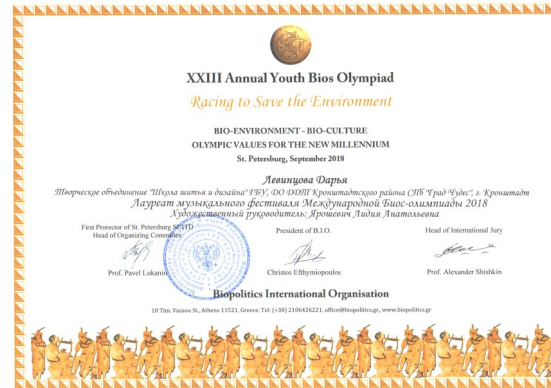 XXIII Annual Youth Bios Olympiad
Racing to Save the Environment
BIO-ENVIRONMENT - BIO-CULTURE
OLYMPIC VALUES FOR THE NEW MILLENNIUM
St. Petersburg, September 2018
Левинцова Дарья
Творческое объединение "Школа шитья и дизайна" ГБУ, ДО ДДТ Кронштадтского района СПб "Град Чудес", г. Кронштадт
Лауреат музыкального фестиваля Международной Биос-олимпиады 2018
Художественный руководитель: Ярошевич Лидия Анатольевна
First Prorector of St. Petersburg
Head of Organizing Committee
President of B.I.O.
Head of International Jury
Prof. Pavel Lukanin
Christos Efthymiopoulos
Prof. Alexander Shishkin
Biopolitics International Organisation
10 Tim. Vassou St., Athens 11521, Greece, Tel: (+30) 2106426221, office@biopolitics.gr, www.biopolitics.gr